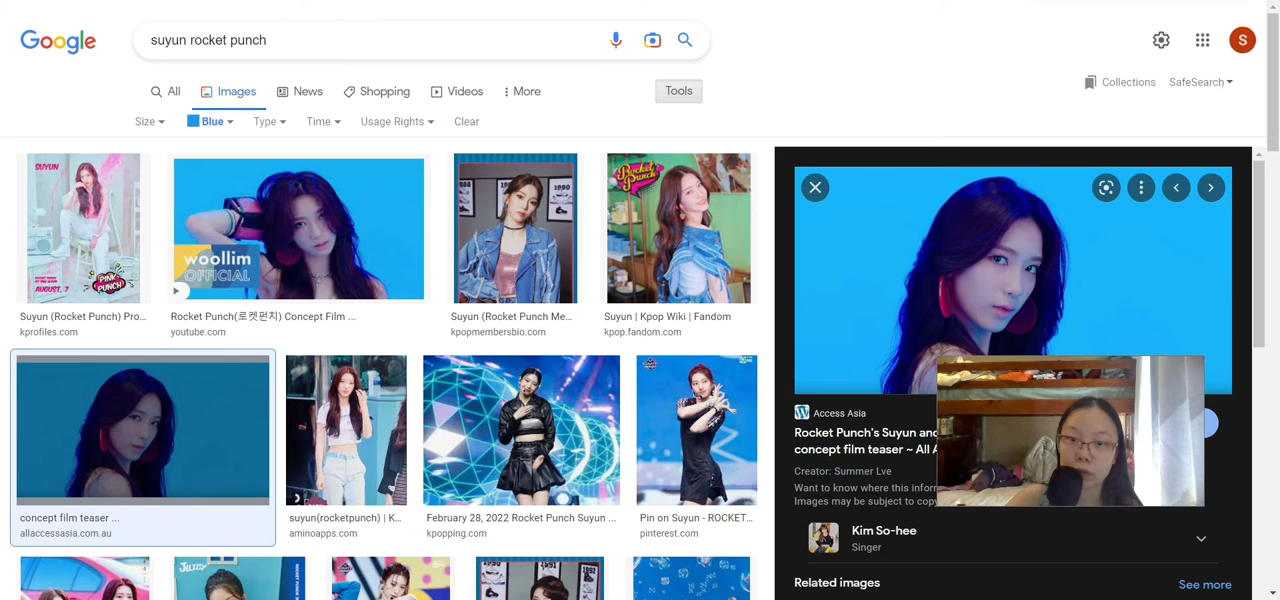 Google
suyun rocket punch
S
All
Images
News
Shopping
Videos
More
Tools
Collections
SafeSearch
Size
Blue
Type
Time
Usage Rights
Clear
SUYUN
PINK
PUNCH
AUGUST, 7
woollim
OFFICIAL
1980
1990
Rocket
Punch
Suyun (Rocket Punch) Pro...
kprofiles.com
Rocket Punch(로켓펀치) Concept Film ...
youtube.com
Suyun (Rocket Punch Me...
kpopmembersbio.com
Suyun | Kpop Wiki | Fandom
kpop.fandom.com
concept film teaser ...
allaccessasia.com.au
suyun(rocketpunch) | K...
aminoapps.com
February 28, 2022 Rocket Punch Suyun ...
kpopping.com
Pin on Suyun - ROCKET...
pinterest.com
Access Asia
Rocket Punch's Suyun and
concept film teaser ~ All A
Creator: Summer Lve
Want to know where this inform
Images may be subject to copy
Kim So-hee
Singer
Related images
See more